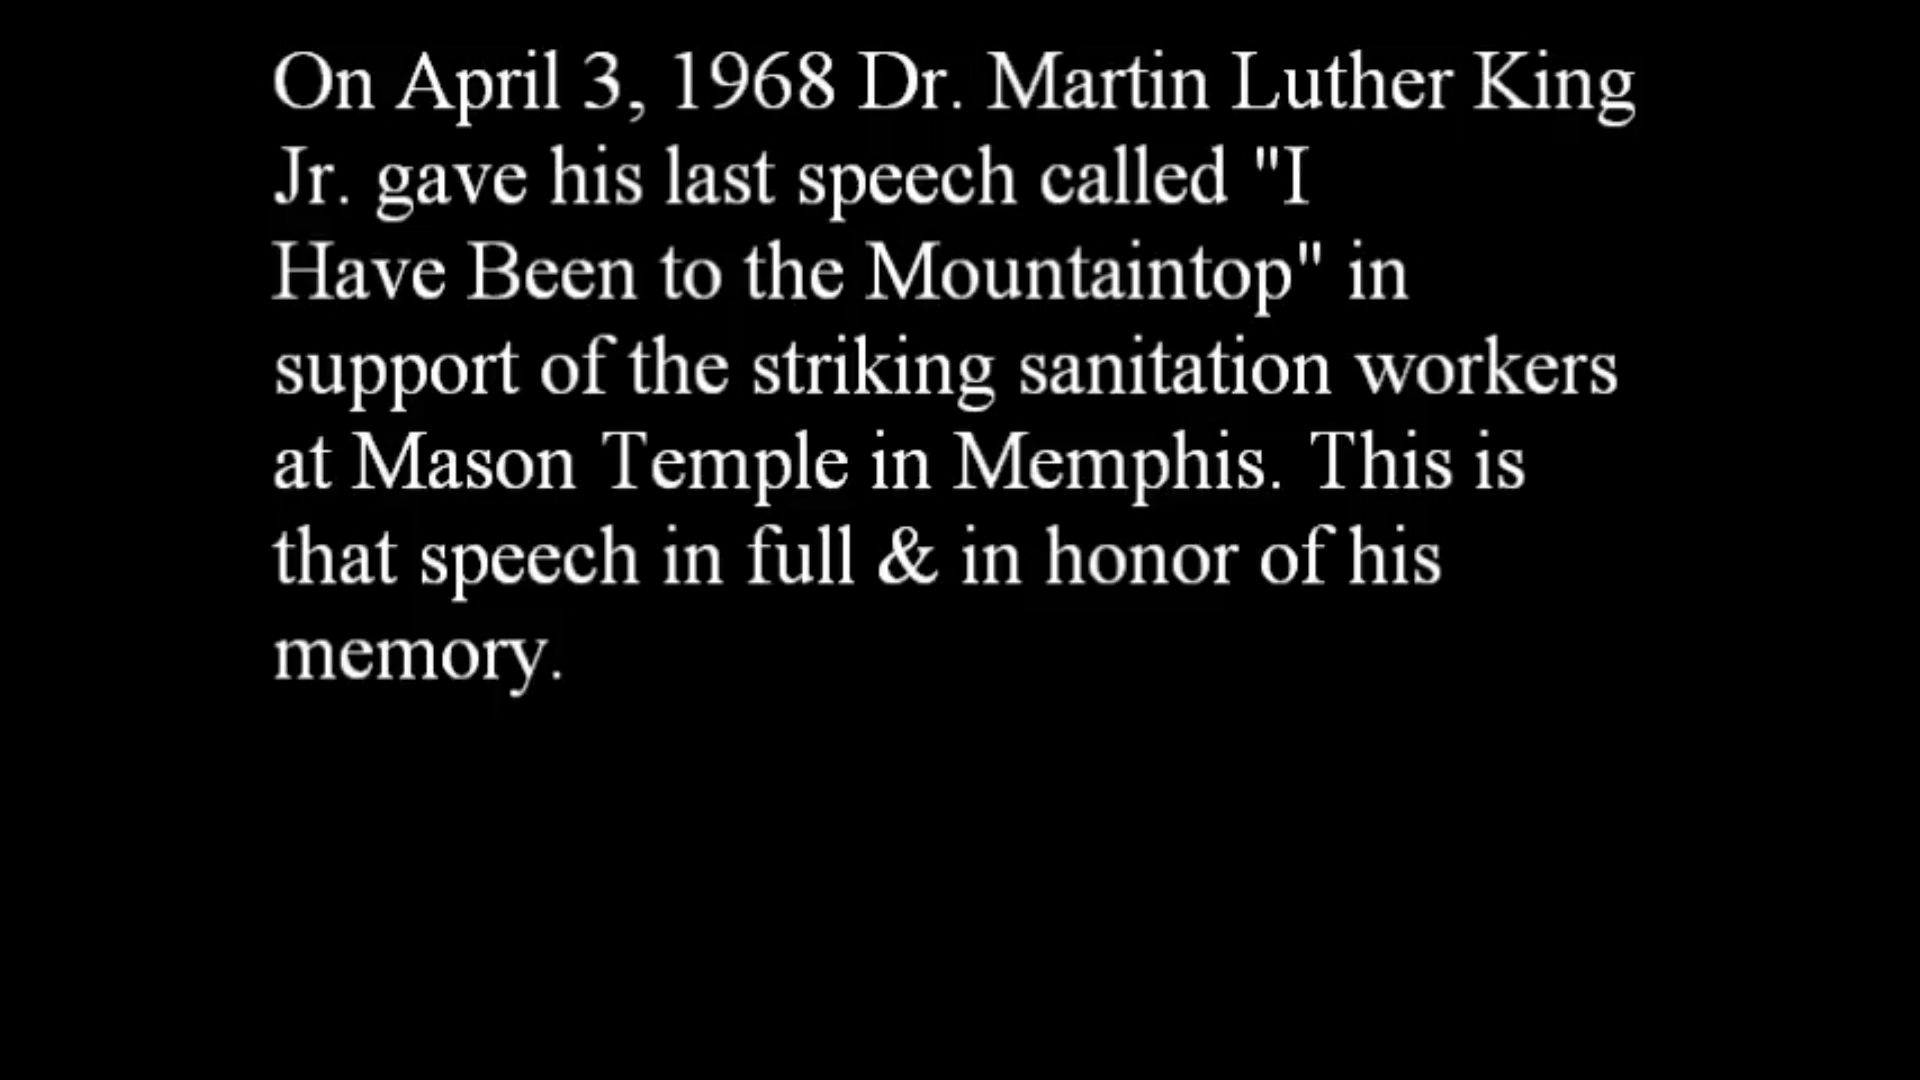 On April 3, 1968 Dr. Martin Luther King
Jr. gave his last speech called "I
Have Been to the Mountaintop" in
support of the striking sanitation workers
at Mason Temple in Memphis. This is
that speech in full & in honor of his
memory.